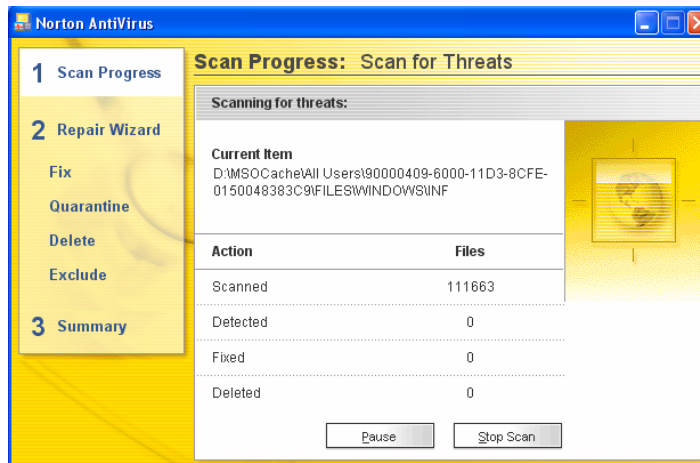 Norton AntiVirus
1 Scan Progress
2 Repair Wizard
Fix
Quarantine
Delete
Exclude
3 Summary
Scan Progress: Scan for Threats
Scanning for threats:
Current Item
D:\MSOCache\All Users\90000409-6000-11D3-8CFE-
0150048383C9\FILES\WINDOWS\INF
Action Files
Scanned 111663
Detected 0
Fixed 0
Deleted 0
Pause Stop Scan